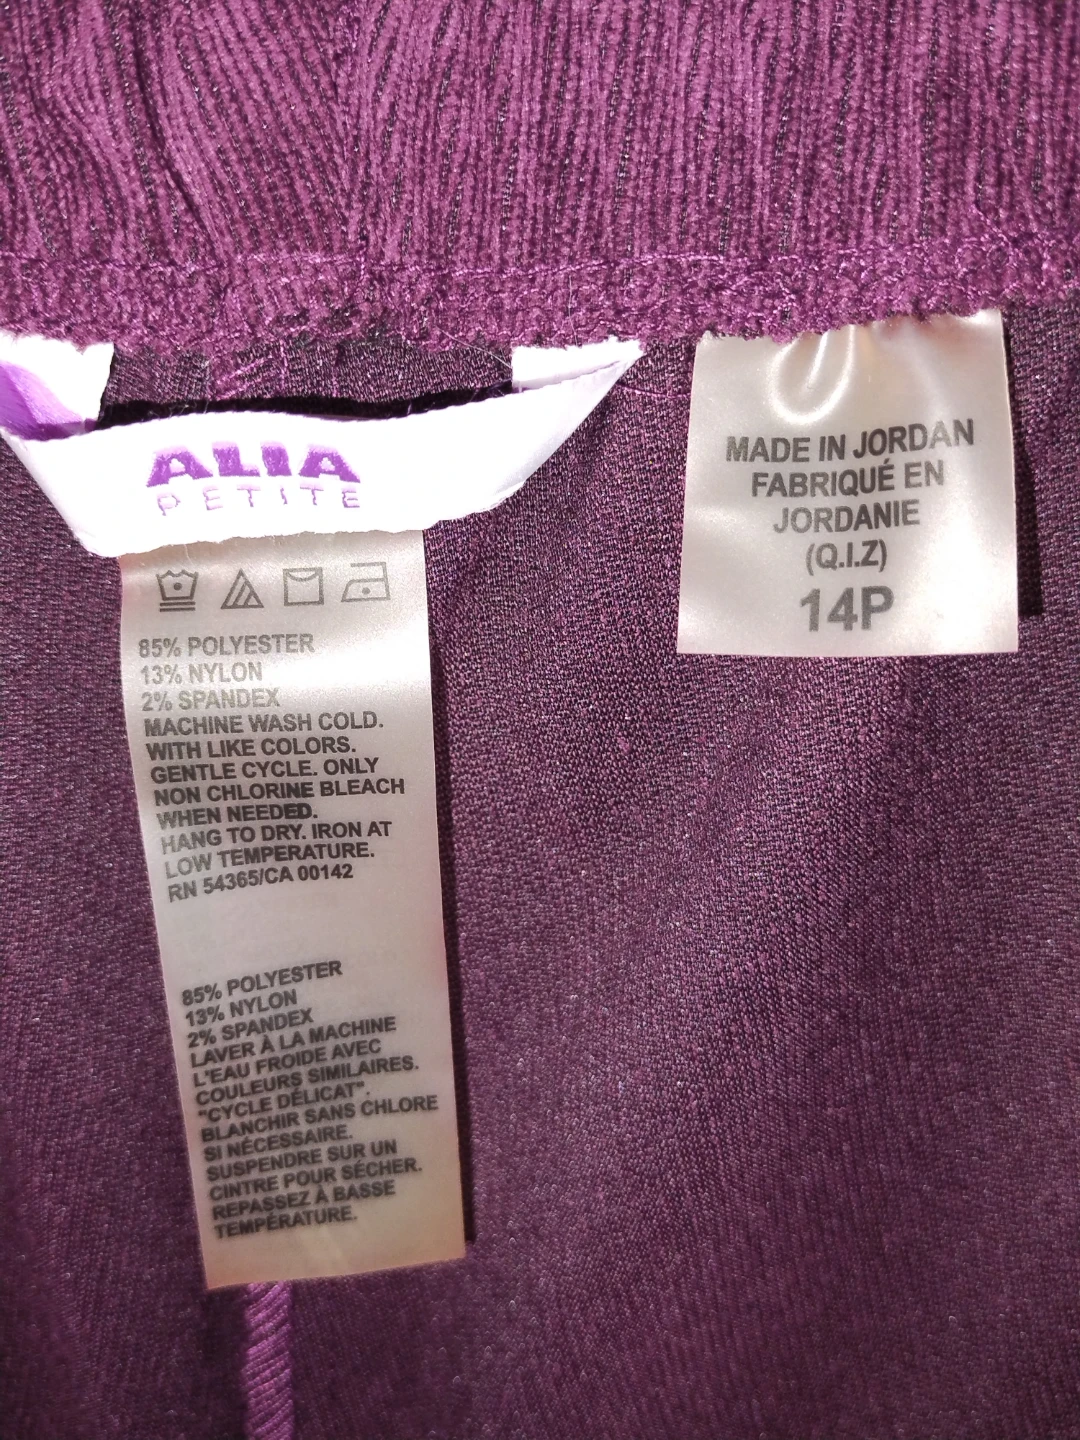 ALIA
PETITE
MADE IN JORDAN
FABRIQUÉ EN
JORDANIE
(Q.I.Z)
14P
85% POLYESTER
13% NYLON
2% SPANDEX
MACHINE WASH COLD.
WITH LIKE COLORS.
GENTLE CYCLE. ONLY
NON CHLORINE BLEACH
WHEN NEEDED.
HANG TO DRY. IRON AT
LOW TEMPERATURE.
RN 54365/CA 00142
85% POLYESTER
13% NYLON
2% SPANDEX
LAVER À LA MACHINE
L'EAU FROIDE AVEC
COULEURS SIMILAIRES.
"CYCLE DÉLICAT".
BLANCHIR SANS CHLORE
SI NÉCESSAIRE.
SUSPENDRE SUR UN
CINTRE POUR SÉCHER.
REPASSEZ À BASSE
TEMPÉRATURE.